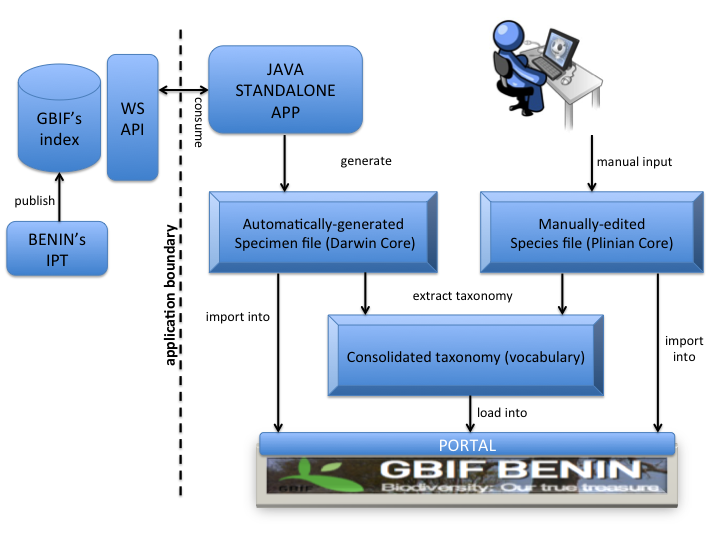 GBIF's
index
WS
API
publish
BENIN's
IPT
application boundary
consume
JAVA
STANDALONE
APP
generate
manual input
Automatically-generated
Specimen file (Darwin Core)
Manually-edited
Species file (Plinian Core)
import into
extract taxonomy
import
into
Consolidated taxonomy (vocabulary)
load into
PORTAL
GBIF
GBIF BENIN
Biodiversity: Our true treasure